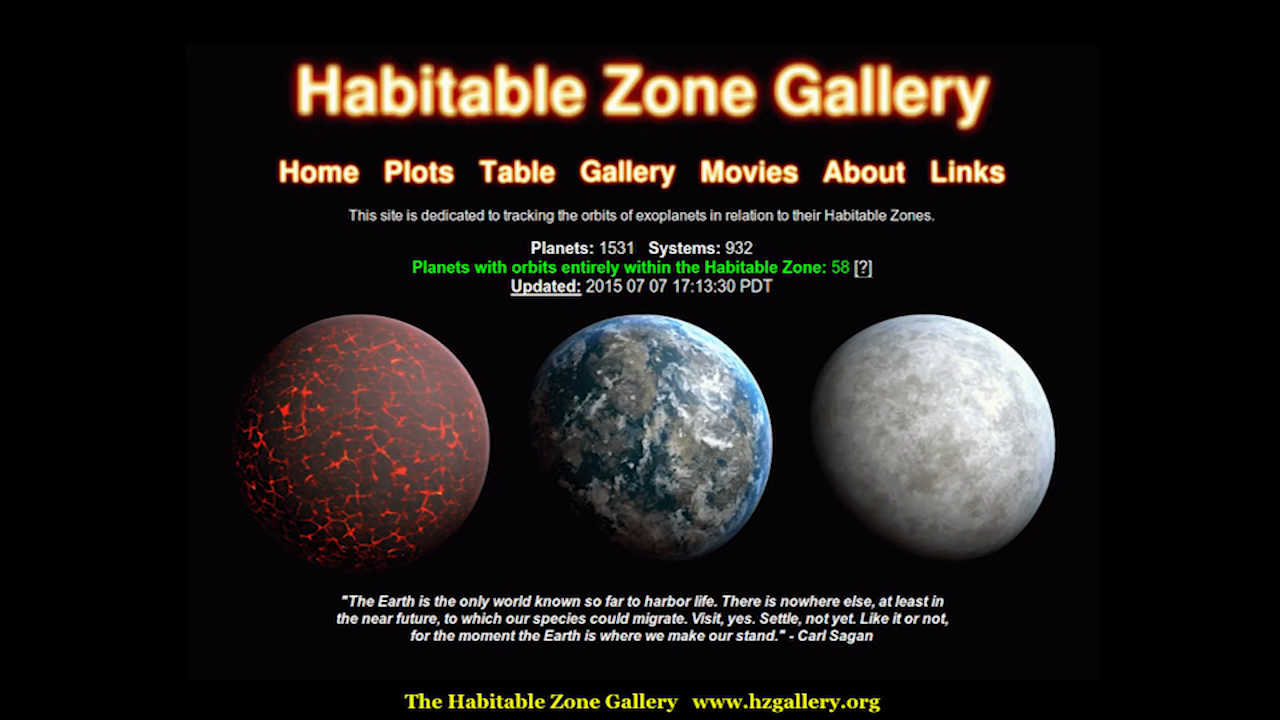 Habitable Zone Gallery
Home Plots Table Gallery Movies About Links
This site is dedicated to tracking the orbits of exoplanets in relation to their Habitable Zones.
Planets: 1531 Systems: 932
Planets with orbits entirely within the Habitable Zone: 58 [?]
Updated: 2015 07 07 17:13:30 PDT
"The Earth is the only world known so far to harbor life. There is nowhere else, at least in
the near future, to which our species could migrate. Visit, yes. Settle, not yet. Like it or not,
for the moment the Earth is where we make our stand." - Carl Sagan
The Habitable Zone Gallery www.hzgallery.org